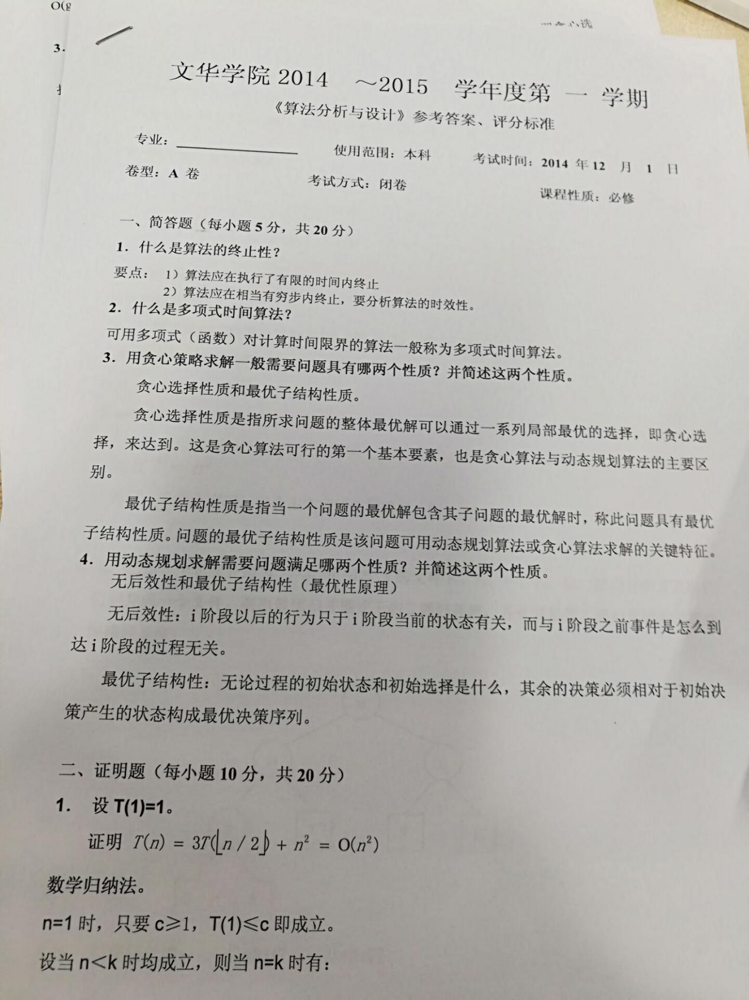 O(g
3.
心选
文华学院 2014 ～2015 学年度第 一 学期
《算法分析与设计》参考答案、评分标准
专业： 使用范围：本科 考试时间：2014 年 12 月 1 日
卷型：A 卷 考试方式：闭卷 课程性质：必修
一、简答题（每小题 5 分，共 20 分）
1．什么是算法的终止性？
要点： 1）算法应在执行了有限的时间内终止
2）算法应在相当有穷步内终止，要分析算法的时效性。
2．什么是多项式时间算法？
可用多项式（函数）对计算时间限界的算法一般称为多项式时间算法。
3．用贪心策略求解一般需要问题具有哪两个性质？并简述这两个性质。
贪心选择性质和最优子结构性质。
贪心选择性质是指所求问题的整体最优解可以通过一系列局部最优的选择，即贪心选
择，来达到。这是贪心算法可行的第一个基本要素，也是贪心算法与动态规划算法的主要区
别。
最优子结构性质是指当一个问题的最优解包含其子问题的最优解时，称此问题具有最优
子结构性质。问题的最优子结构性质是该问题可用动态规划算法或贪心算法求解的关键特征。
4．用动态规划求解需要问题满足哪两个性质？并简述这两个性质。
无后效性和最优子结构性（最优性原理）
无后效性：i 阶段以后的行为只于 i 阶段当前的状态有关，而与 i 阶段之前事件是怎么到
达 i 阶段的过程无关。
最优子结构性：无论过程的初始状态和初始选择是什么，其余的决策必须相对于初始决
策产生的状态构成最优决策序列。
二、证明题（每小题 10 分，共 20 分）
1. 设 T(1)=1。
证明 T(n) = 3T(⌊n / 2⌋) + n² = O(n²)
数学归纳法。
n=1 时，只要 c≥1，T(1)≤c 即成立。
设当 n＜k 时均成立，则当 n=k 时有：